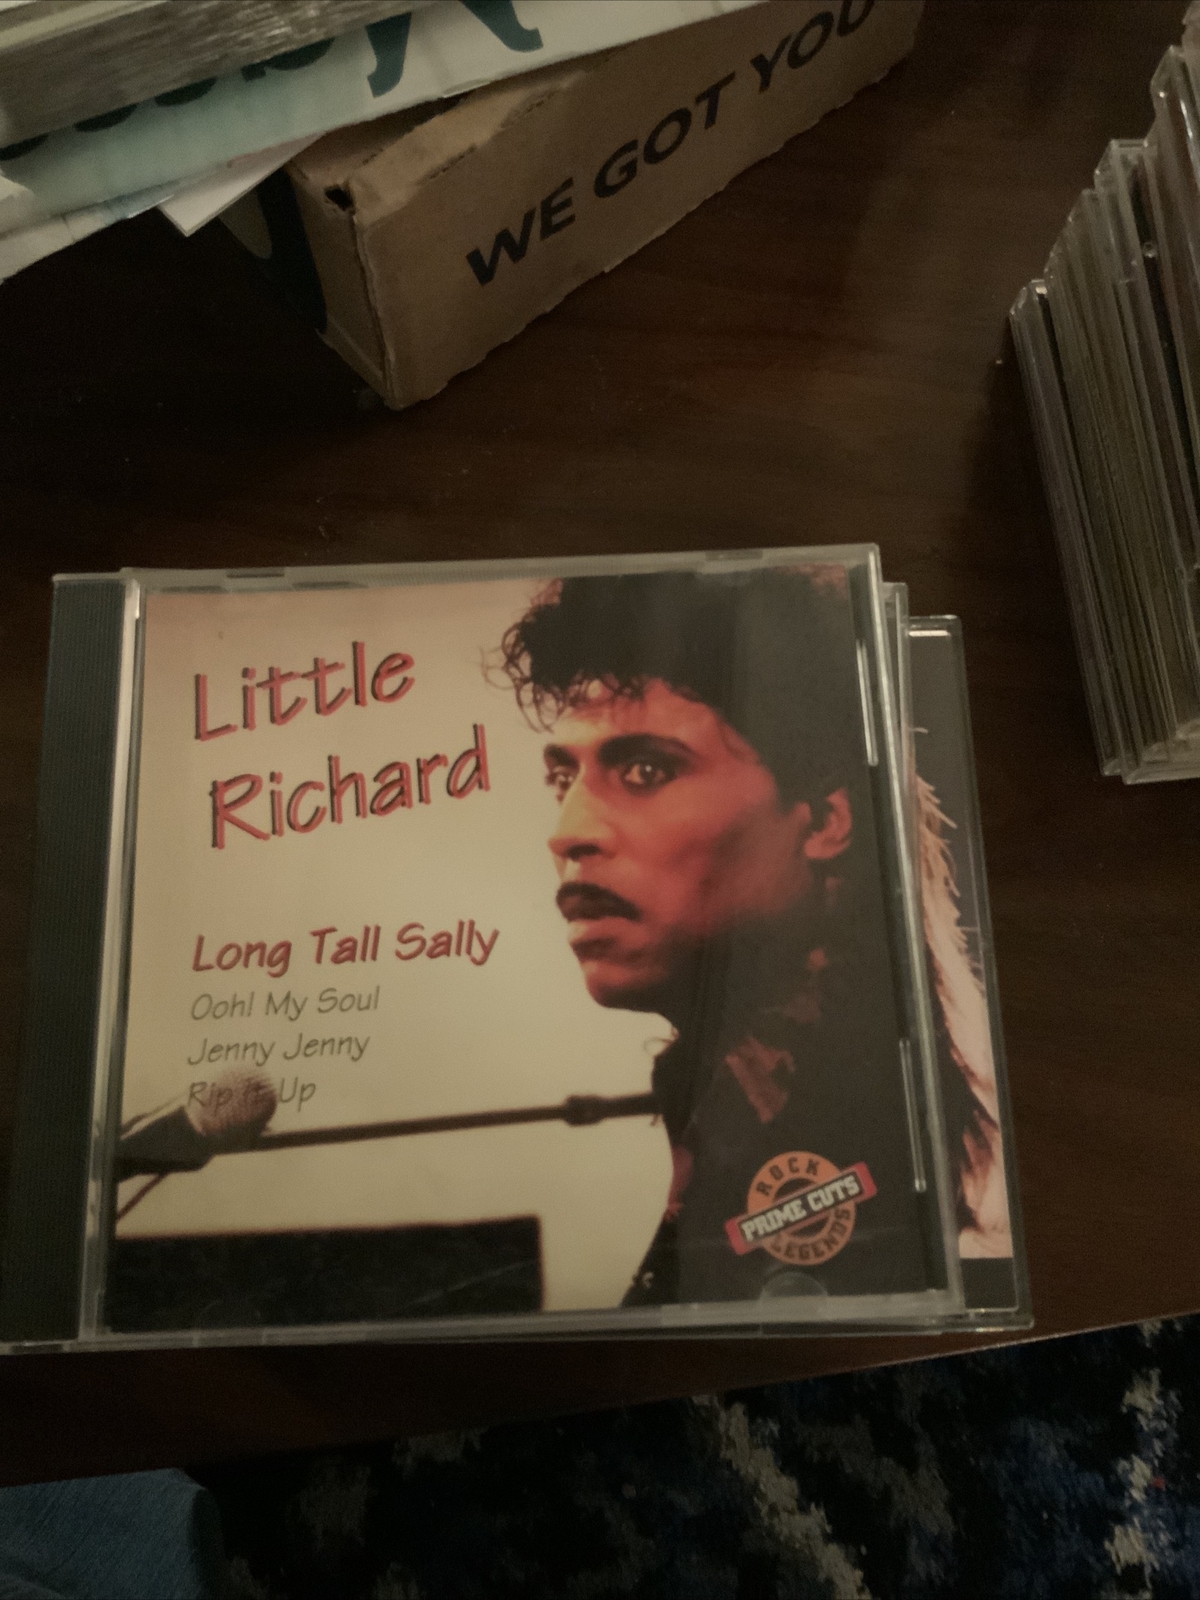 WE GOT YOU
Little
Richard
Long Tall Sally
Ooh! My Soul
Jenny Jenny
Rip It Up
ROCK
PRIME CUTS
LEGENDS